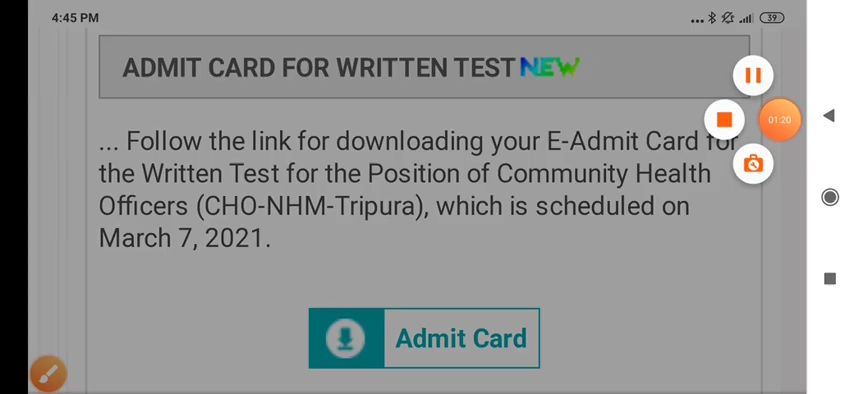 4:45 PM
39
ADMIT CARD FOR WRITTEN TEST NEW
01:20
... Follow the link for downloading your E-Admit Card for
the Written Test for the Position of Community Health
Officers (CHO-NHM-Tripura), which is scheduled on
March 7, 2021.
Admit Card